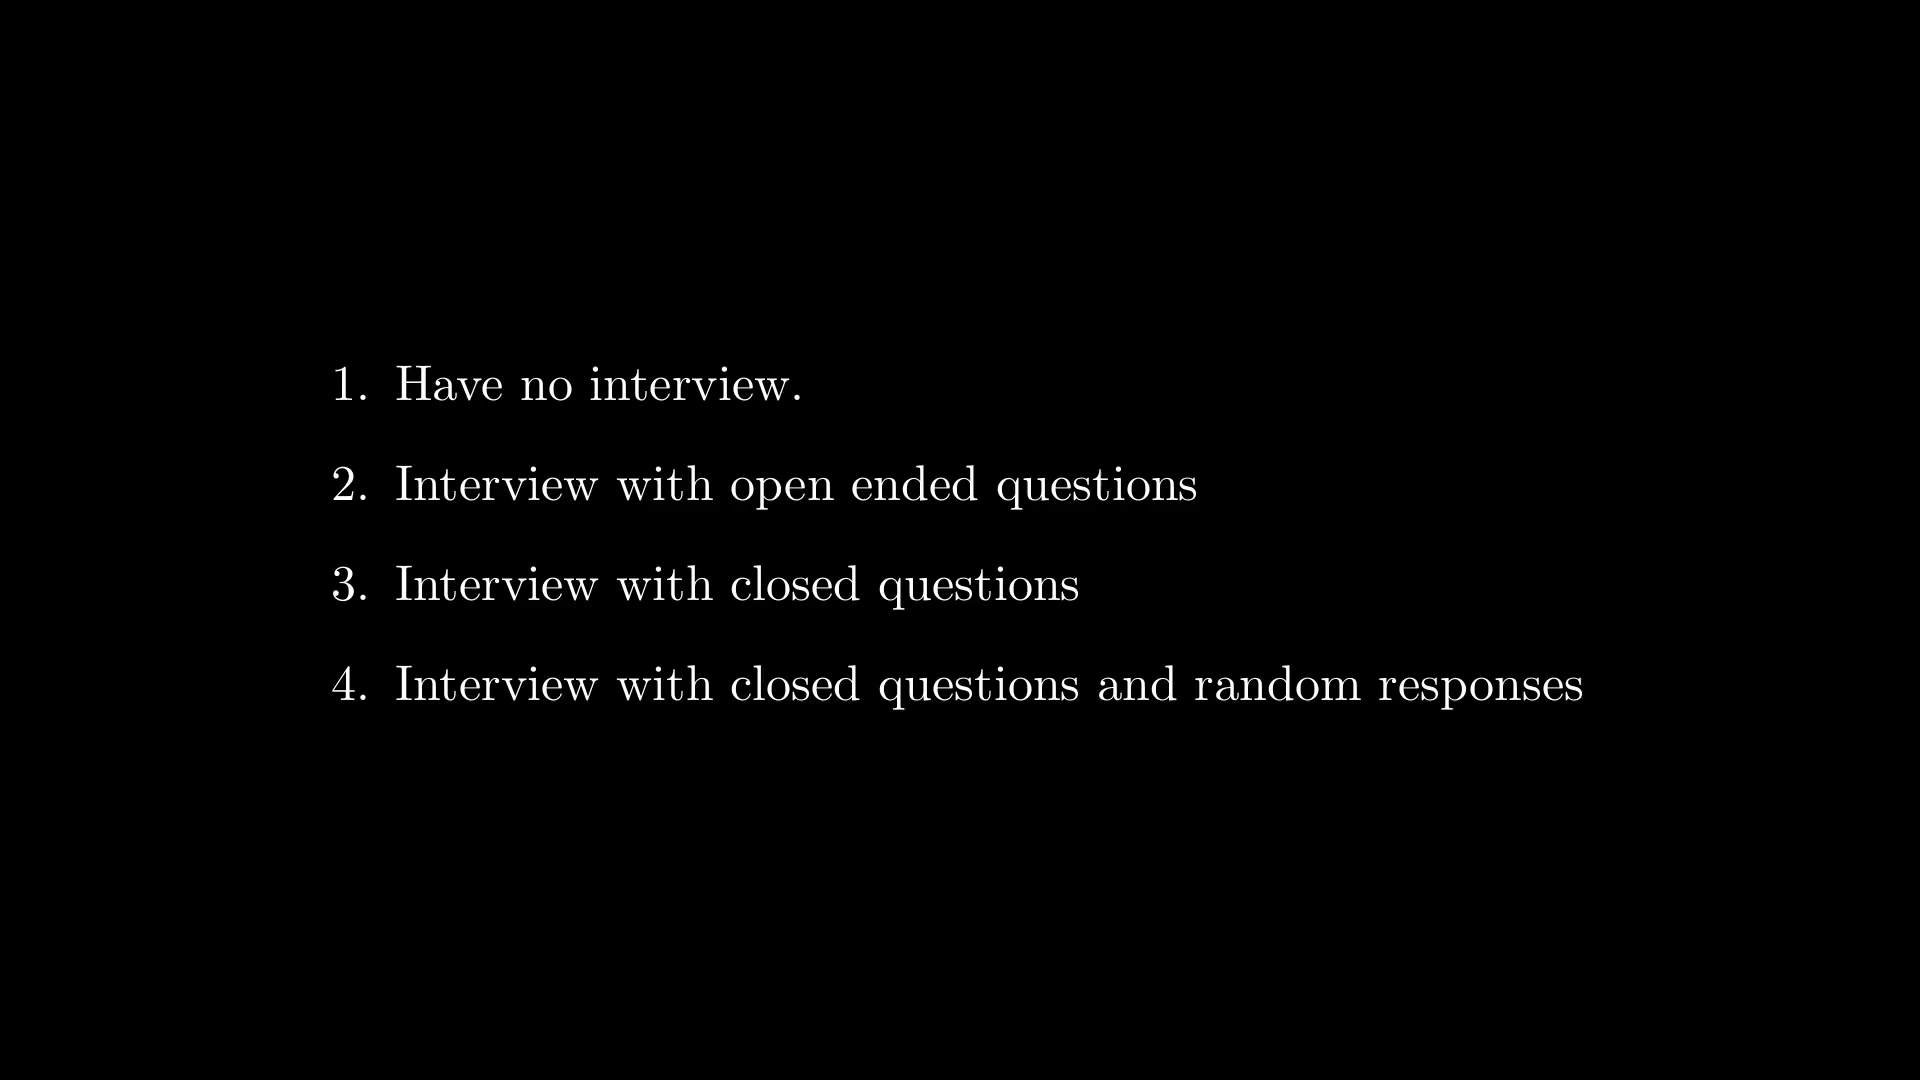 1. Have no interview.
2. Interview with open ended questions
3. Interview with closed questions
4. Interview with closed questions and random responses